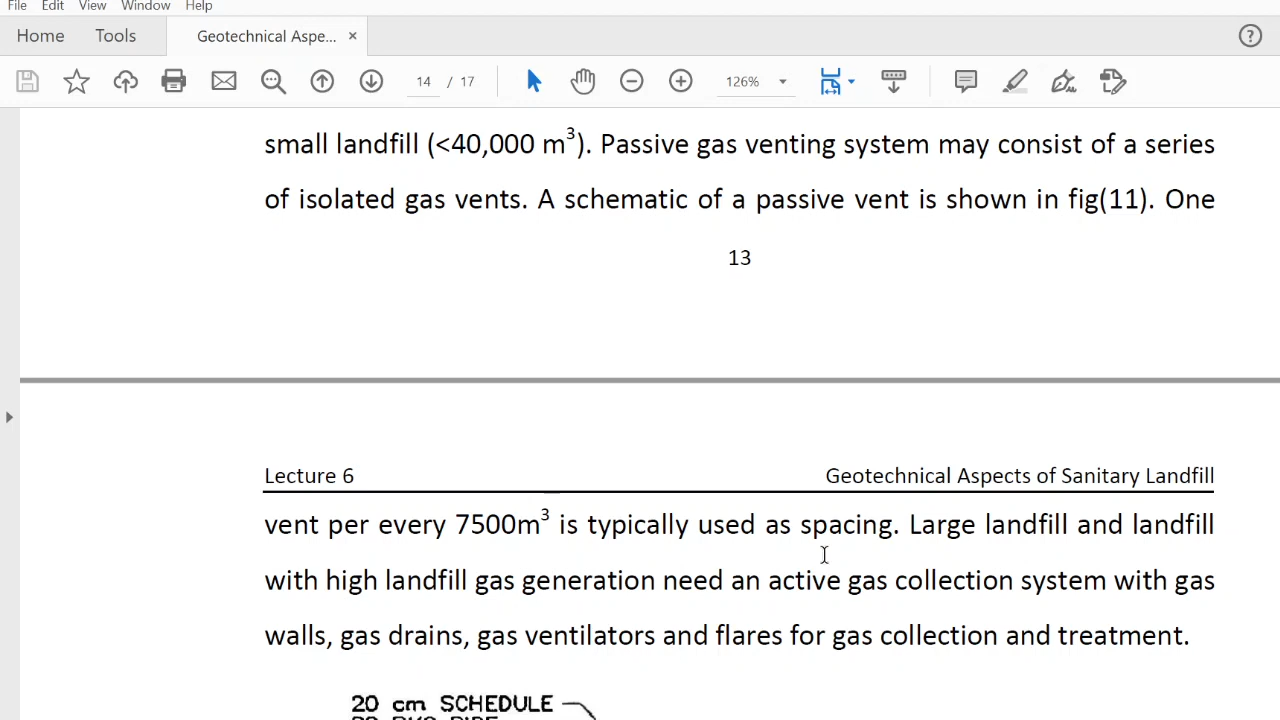 File Edit View Window Help
Home Tools Geotechnical Aspe... ×
14 / 17 126%
small landfill (<40,000 m³). Passive gas venting system may consist of a series
of isolated gas vents. A schematic of a passive vent is shown in fig(11). One
13
Lecture 6 Geotechnical Aspects of Sanitary Landfill
vent per every 7500m³ is typically used as spacing. Large landfill and landfill
with high landfill gas generation need an active gas collection system with gas
walls, gas drains, gas ventilators and flares for gas collection and treatment.
20 cm SCHEDULE